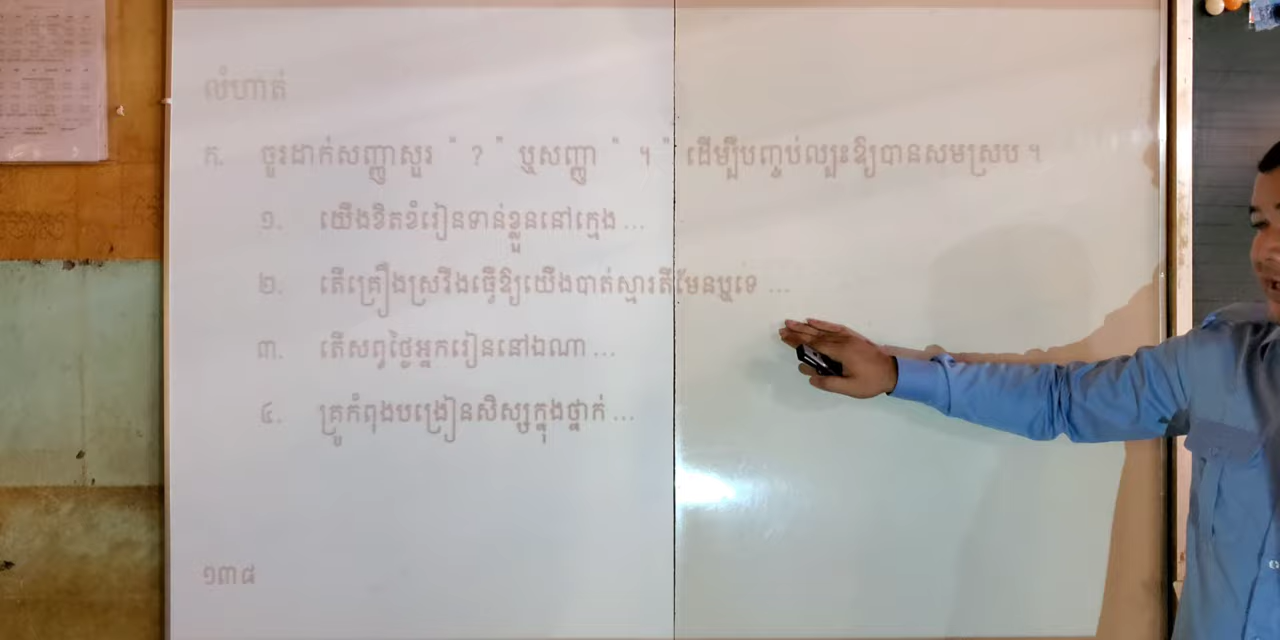 លំហាត់
ក. ចូរដាក់សញ្ញាសួរ " ? " ឬសញ្ញា " ។ " ដើម្បីបញ្ចប់ល្បះឱ្យបានសមស្រប ។
១. យើងខិតខំរៀនទាន់ខ្លួននៅក្មេង ...
២. តើគ្រឿងស្រវឹងធ្វើឱ្យយើងបាត់ស្មារតីមែនឬទេ ...
៣. តើសព្វថ្ងៃអ្នករៀននៅឯណា ...
៤. គ្រូកំពុងបង្រៀនសិស្សក្នុងថ្នាក់ ...
១៣៨